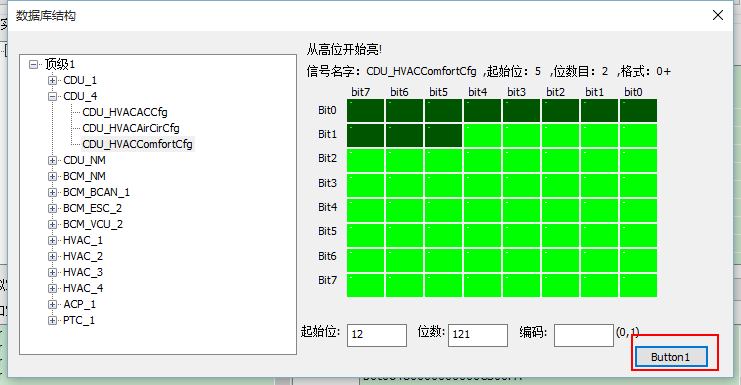 数据库结构
顶级1
CDU_1
CDU_4
CDU_HVACACCfg
CDU_HVACAirCirCfg
CDU_HVACComfortCfg
CDU_NM
BCM_NM
BCM_BCAN_1
BCM_ESC_2
BCM_VCU_2
HVAC_1
HVAC_2
HVAC_3
HVAC_4
ACP_1
PTC_1
从高位开始亮!
信号名字：CDU_HVACComfortCfg ,起始位：5 ,位数目：2 ,格式：0+
bit7 bit6 bit5 bit4 bit3 bit2 bit1 bit0
Bit0
Bit1
Bit2
Bit3
Bit4
Bit5
Bit6
Bit7
起始位: 12 位数: 121 编码: (0,1)
Button1